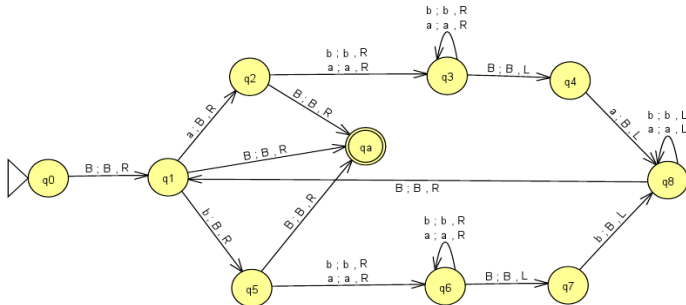 b ; b , R
a ; a , R
b ; b , R
a ; a , R
q2
q3
B ; B , L
q4
a ; B , R
B ; B , R
a ; B , L
b ; b , L
a ; a , L
B ; B , R
qa
q0
B ; B , R
q1
q8
B ; B , R
b ; B , R
B ; B , R
b ; B , L
b ; b , R
a ; a , R
b ; b , R
a ; a , R
q5
q6
B ; B , L
q7